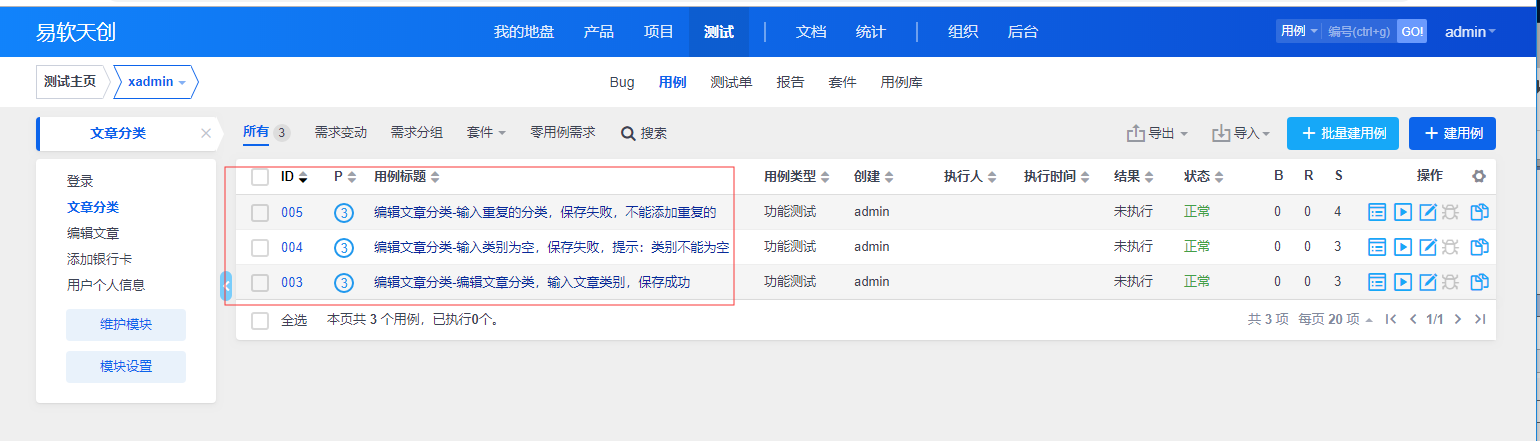 易软天创 我的地盘 产品 项目 测试 文档 统计 组织 后台 用例 编号(ctrl+g) GO! admin
测试主页 xadmin Bug 用例 测试单 报告 套件 用例库
文章分类 所有 3 需求变动 需求分组 套件 零用例需求 搜索 导出 导入 批量建用例 建用例
登录
文章分类
编辑文章
添加银行卡
用户个人信息
维护模块
模块设置
ID P 用例标题 用例类型 创建 执行人 执行时间 结果 状态 B R S 操作
005 3 编辑文章分类-输入重复的分类，保存失败，不能添加重复的 功能测试 admin 未执行 正常 0 0 4
004 3 编辑文章分类-输入类别为空，保存失败，提示：类别不能为空 功能测试 admin 未执行 正常 0 0 3
003 3 编辑文章分类-编辑文章分类，输入文章类别，保存成功 功能测试 admin 未执行 正常 0 0 3
全选 本页共 3 个用例，已执行0个。 共 3 项 每页 20 项 1/1